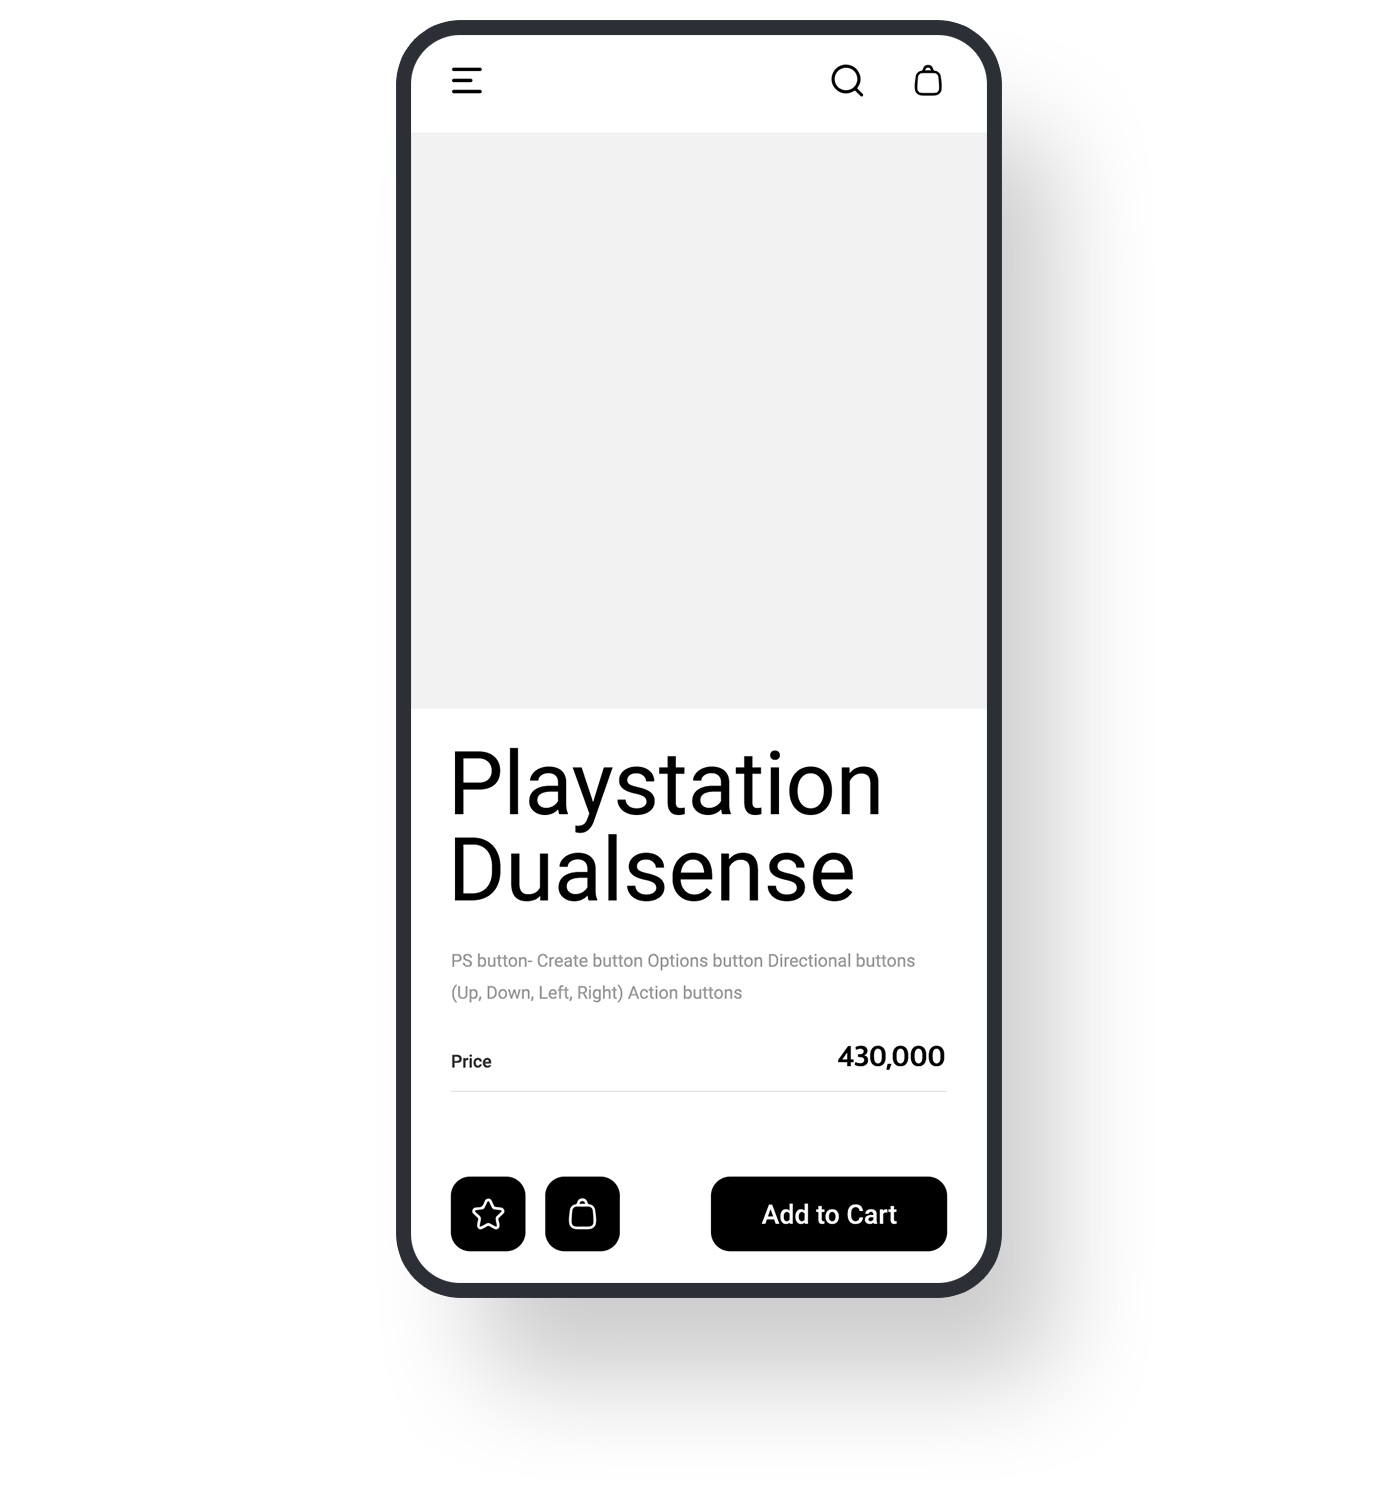 Playstation
Dualsense
PS button- Create button Options button Directional buttons
(Up, Down, Left, Right) Action buttons
Price
430,000
Add to Cart